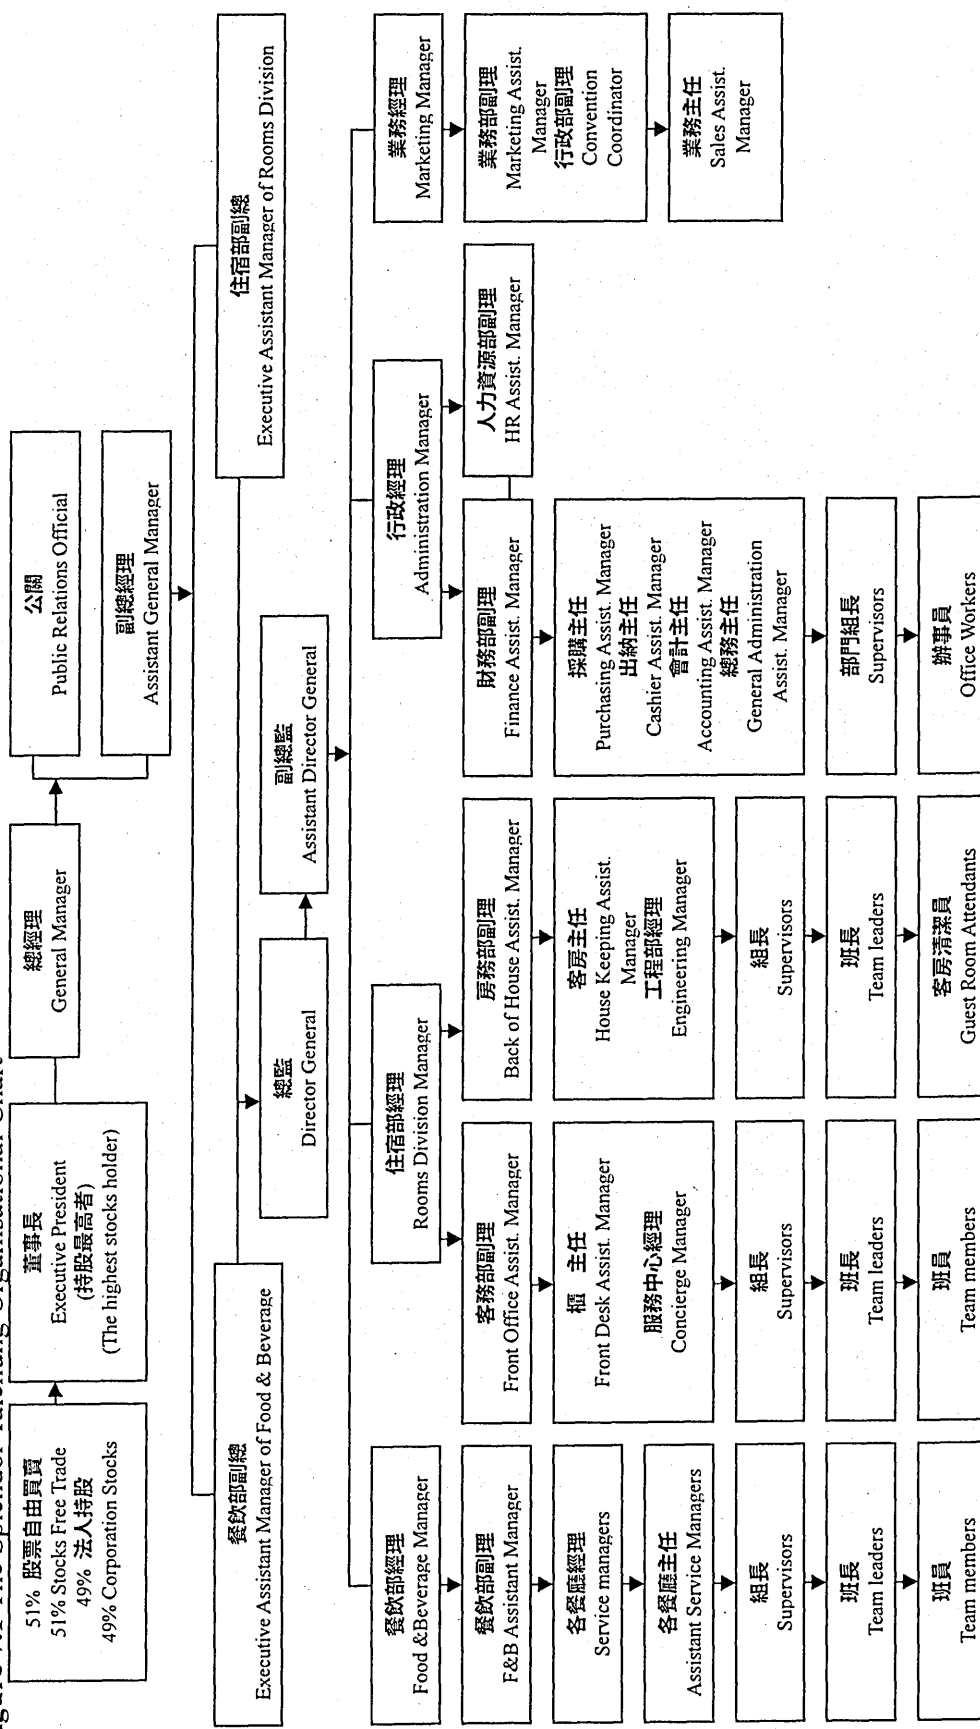 The Splendor Taichung Organisational Chart
51% 股票自由買賣
51% Stocks Free Trade
49% 法人持股
49% Corporation Stocks
董事長
Executive President
(持股最高者)
(The highest stocks holder)
總經理
General Manager
公關
Public Relations Official
副總經理
Assistant General Manager
餐飲部副總
Executive Assistant Manager of Food & Beverage
住宿部副總
Executive Assistant Manager of Rooms Division
總監
Director General
副總監
Assistant Director General
餐飲部經理
Food &Beverage Manager
住宿部經理
Rooms Division Manager
行政經理
Administration Manager
業務經理
Marketing Manager
餐飲部副理
F&B Assistant Manager
客務部副理
Front Office Assist. Manager
房務部副理
Back of House Assist. Manager
財務部副理
Finance Assist. Manager
人力資源部副理
HR Assist. Manager
業務部副理
Marketing Assist.
Manager
行政部副理
Convention
Coordinator
各餐廳經理
Service managers
櫃 主任
Front Desk Assist. Manager
服務中心經理
Concierge Manager
客房主任
House Keeping Assist.
Manager
工程部經理
Engineering Manager
採購主任
Purchasing Assist. Manager
出納主任
Cashier Assist. Manager
會計主任
Accounting Assist. Manager
總務主任
General Administration
Assist. Manager
業務主任
Sales Assist.
Manager
各餐廳主任
Assistant Service Managers
組長
Supervisors
組長
Supervisors
組長
Supervisors
部門組長
Supervisors
班長
Team leaders
班長
Team leaders
班長
Team leaders
辦事員
Office Workers
班員
Team members
班員
Team members
客房清潔員
Guest Room Attendants